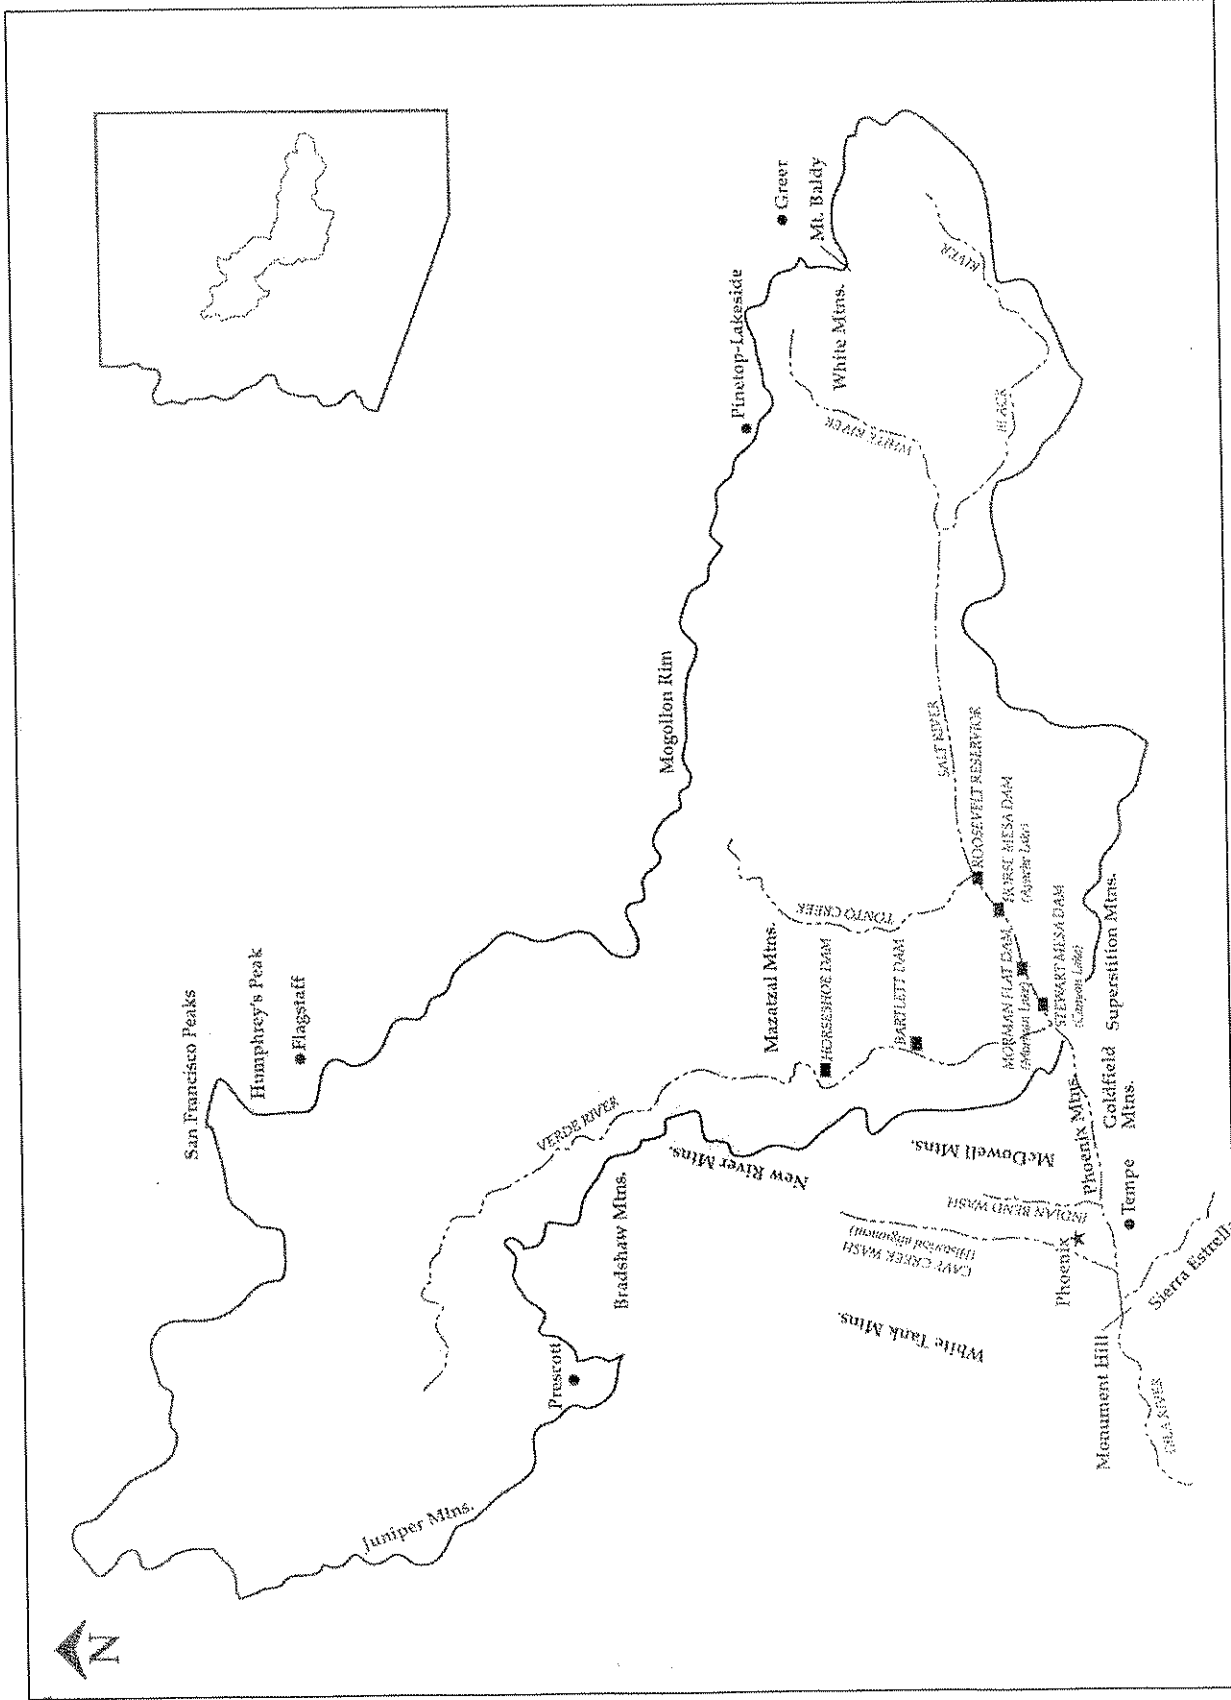 N
San Francisco Peaks
Humphrey's Peak
Flagstaff
Juniper Mtns.
Prescott
Bradshaw Mtns.
VERDE RIVER
New River Mtns.
Mogollon Rim
Pinetop-Lakeside
Greer
Mt. Baldy
White Mtns.
WHITE RIVER
BLACK
RIVER
SALT RIVER
TONTO CREEK
Mazatzal Mtns.
HORSESHOE DAM
BARTLETT DAM
ROOSEVELT RESERVIOR
HORSE MESA DAM
(Apache Lake)
MORMAN FLAT DAM
(Morman Lake)
STEWART MESA DAM
(Canyon Lake)
Superstition Mtns.
Goldfield
Mtns.
McDowell Mtns.
Phoenix Mtns.
INDIAN BEND WASH
CAVE CREEK WASH
(Historical alignment)
White Tank Mtns.
Phoenix
Tempe
Monument Hill
Sierra Estrell
GILA RIVER